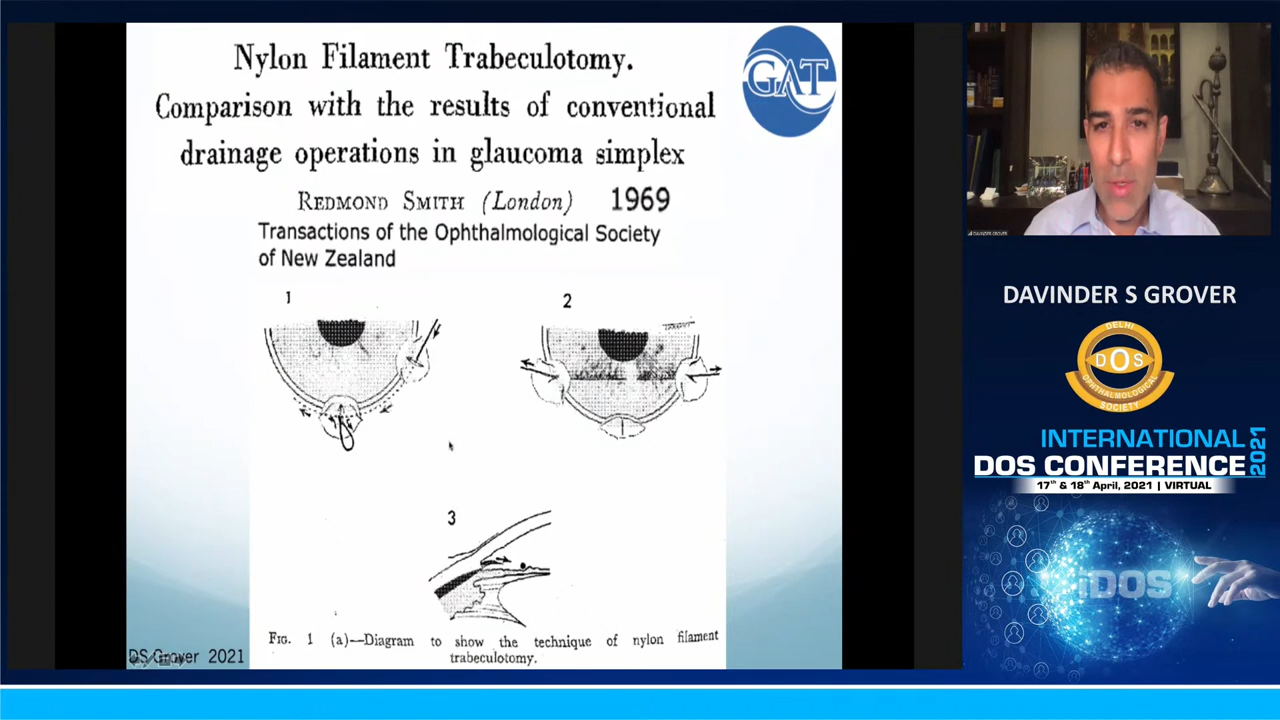 Nylon Filament Trabeculotomy.
Comparison with the results of conventional
drainage operations in glaucoma simplex
REDMOND SMITH (London) 1969
Transactions of the Ophthalmological Society
of New Zealand
GAT
1
2
3
FIG. 1 (a)—Diagram to show the technique of nylon filament
trabeculotomy.
DS Grover 2021
DAVINDER GROVER
DAVINDER S GROVER
DELHI
DOS
OPHTHALMOLOGICAL
SOCIETY
INTERNATIONAL
DOS CONFERENCE
2021
17th & 18th April, 2021 | VIRTUAL
iDOS